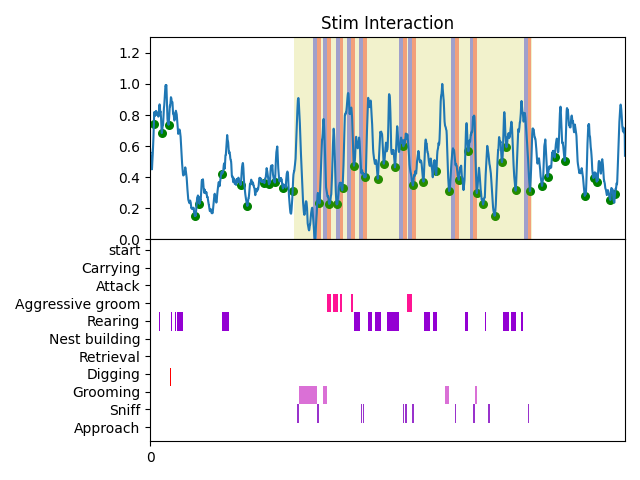 Stim Interaction
1.2
1.0
0.8
0.6
0.4
0.2
0.0
start
Carrying
Attack
Aggressive groom
Rearing
Nest building
Retrieval
Digging
Grooming
Sniff
Approach
0